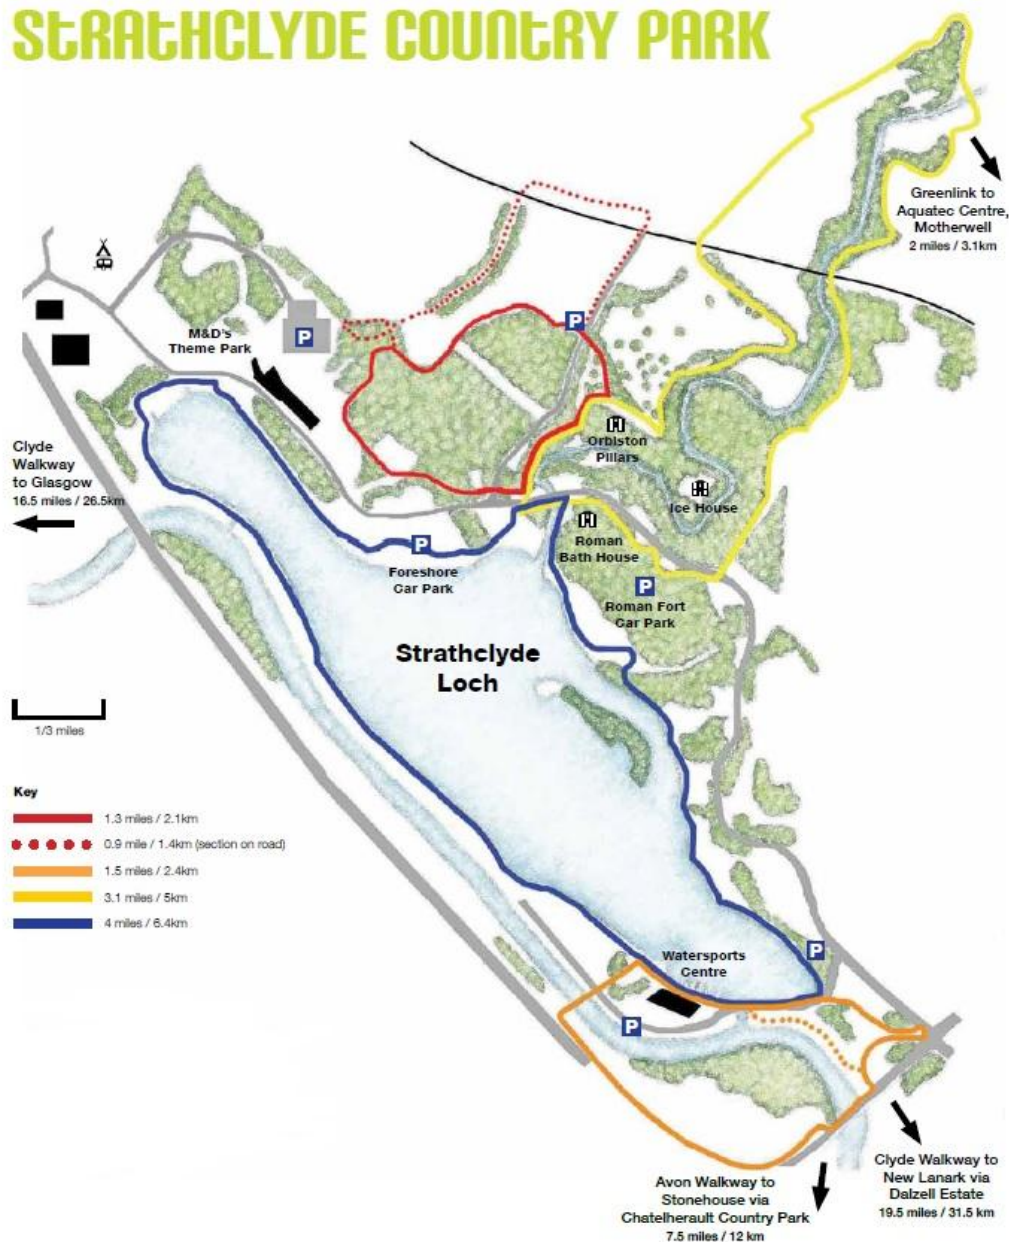 STRATHCLYDE COUNTRY PARK
Greenlink to
Aquatec Centre,
Motherwell
2 miles / 3.1km
M&D's
Theme Park
P
P
Clyde
Walkway
to Glasgow
16.5 miles / 26.5km
Orbiston
Pillars
Ice House
Roman
Bath House
P
Foreshore
Car Park
P
Roman Fort
Car Park
Strathclyde
Loch
1/3 miles
Key
1.3 miles / 2.1km
0.9 mile / 1.4km (section on road)
1.5 miles / 2.4km
3.1 miles / 5km
4 miles / 6.4km
Watersports
Centre
P
P
Avon Walkway to
Stonehouse via
Chatelherault Country Park
7.5 miles / 12 km
Clyde Walkway to
New Lanark via
Dalzell Estate
19.5 miles / 31.5 km